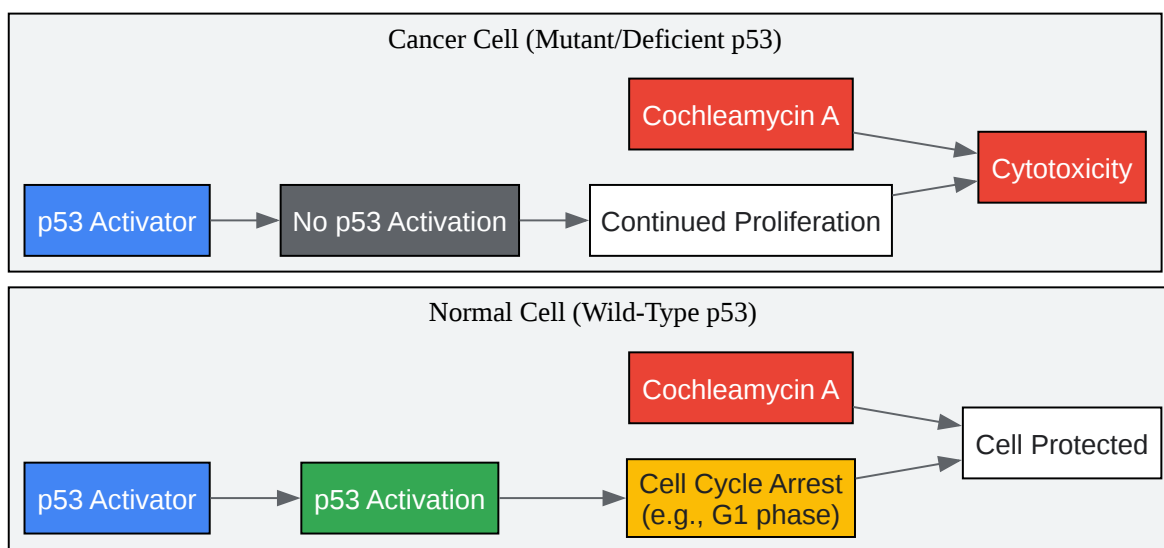 Cancer Cell (Mutant/Deficient p53)
Cochleamycin A
Cytotoxicity
p53 Activator
No p53 Activation
Continued Proliferation
Normal Cell (Wild-Type p53)
Cochleamycin A
Cell Protected
p53 Activator
p53 Activation
Cell Cycle Arrest
(e.g., G1 phase)